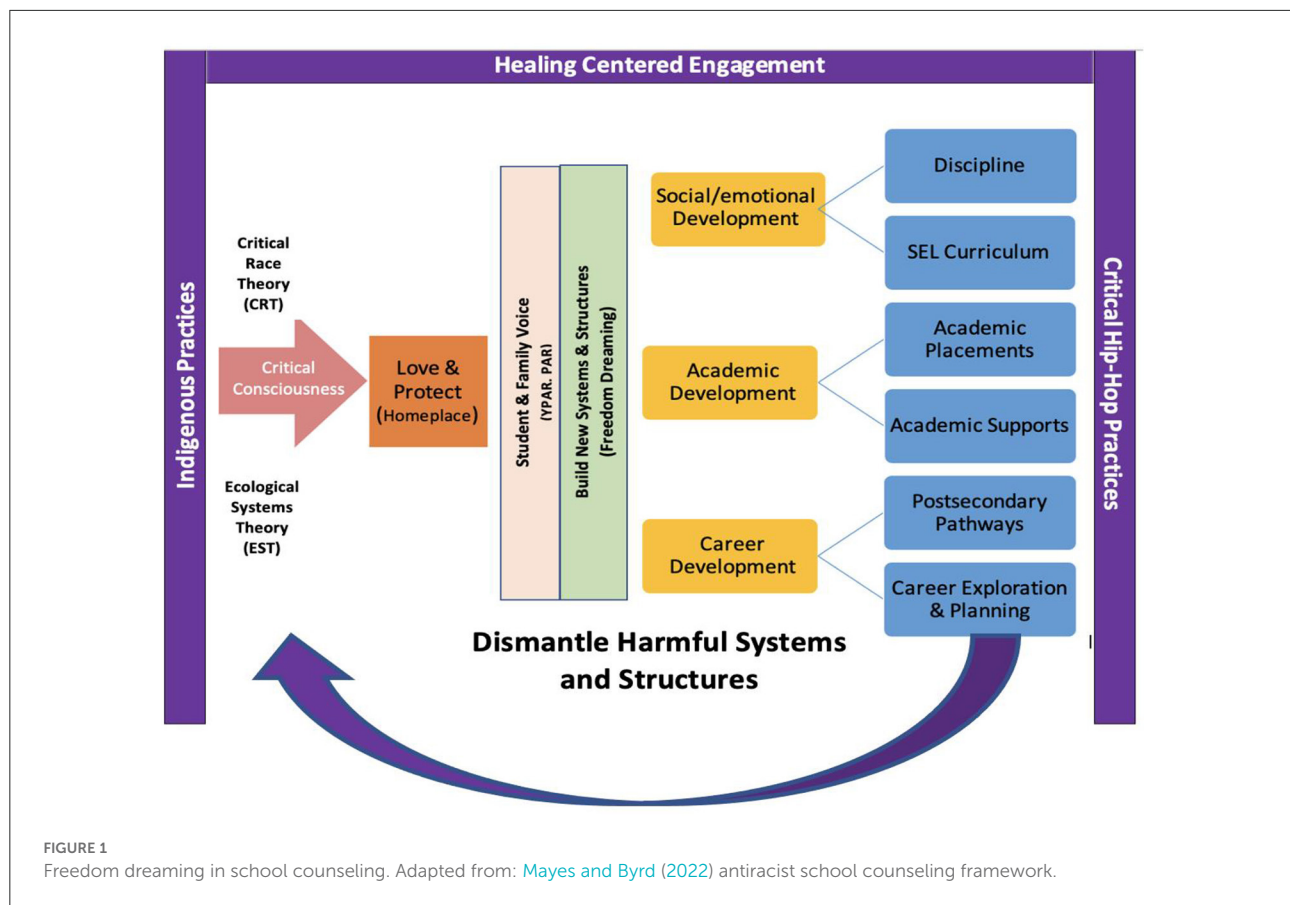 Healing Centered Engagement
Indigenous Practices
Critical
Race
Theory
(CRT)
Critical
Consciousness
Ecological
Systems
Theory
(EST)
Love &
Protect
(Homeplace)
Student & Family Voice
(YPAR. PAR)
Build New Systems & Structures
(Freedom Dreaming)
Social/emotional
Development
Discipline
SEL Curriculum
Academic
Development
Academic
Placements
Academic Supports
Career
Development
Postsecondary
Pathways
Career Exploration
& Planning
Critical Hip-Hop Practices
Dismantle Harmful Systems
and Structures
FIGURE 1
Freedom dreaming in school counseling. Adapted from: Mayes and Byrd (2022) antiracist school counseling framework.